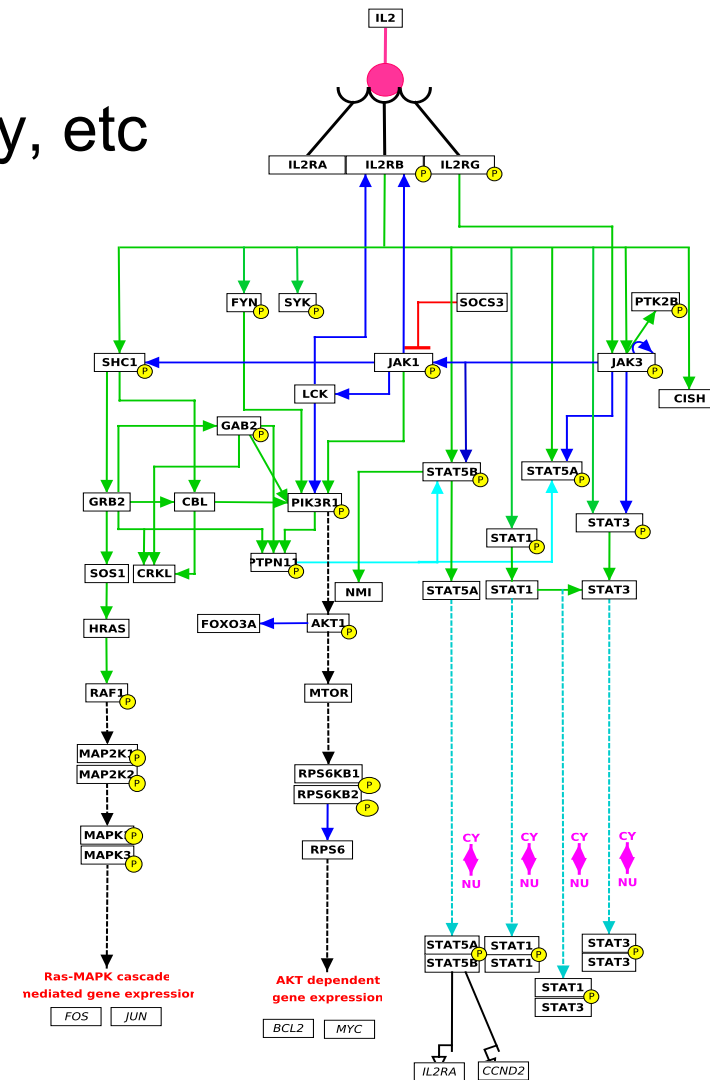 IL2
y, etc
IL2RA IL2RB IL2RG
P P
FYN SYK SOCS3 PTK2B
P P P
SHC1 JAK1 JAK3
P P P
LCK CISH
GAB2
P
STAT5B STAT5A
P P
GRB2 CBL PIK3R1
P
STAT3
P
STAT1
P
PTPN11
P
SOS1 CRKL
NMI STAT5A STAT1 STAT3
HRAS FOXO3A AKT1
P
RAF1 MTOR
P
MAP2K1
P
MAP2K2
P
RPS6KB1
P
RPS6KB2
P
MAPK
P
MAPK3
P
RPS6
CY CY CY CY
NU NU NU NU
STAT5A STAT1 STAT3
P P P
STAT5B STAT1 STAT3
Ras-MAPK cascade
mediated gene expression
FOS JUN
AKT dependent
gene expression
BCL2 MYC
STAT1
P
STAT3
IL2RA CCND2